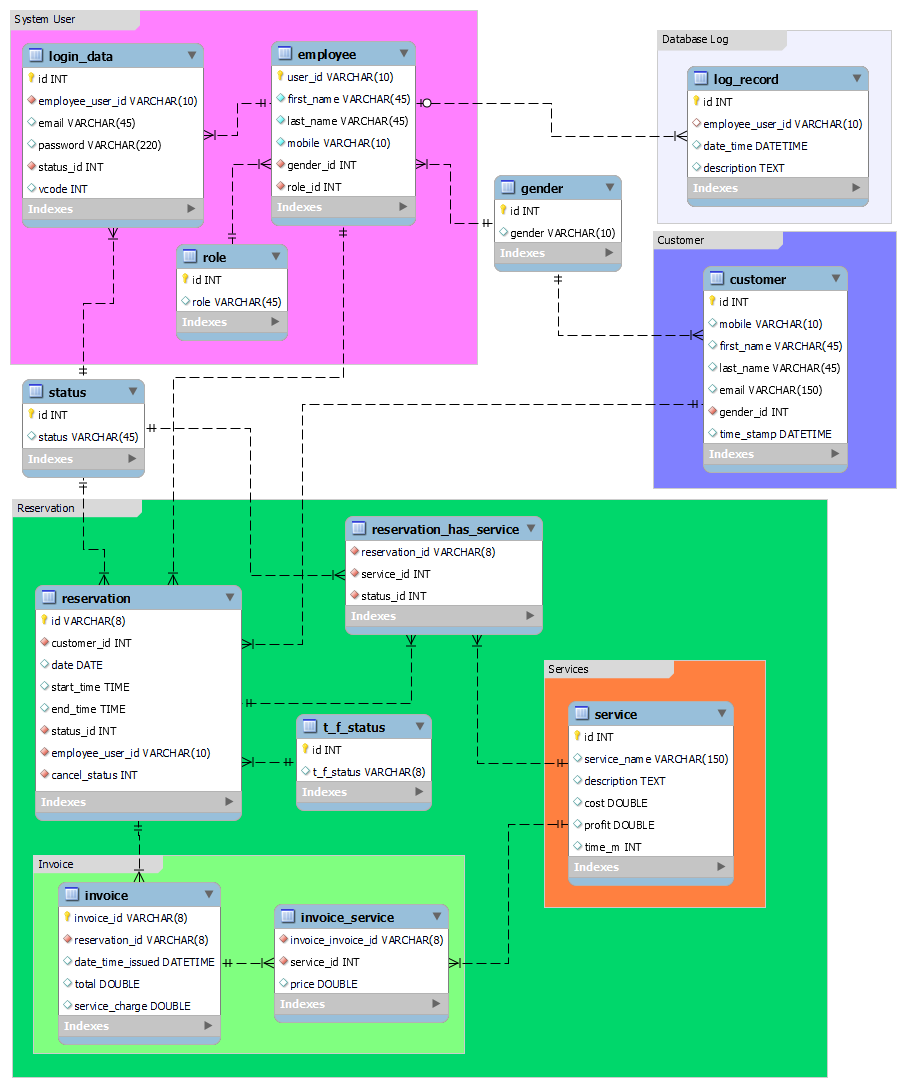 System User
login_data
id INT
employee_user_id VARCHAR(10)
email VARCHAR(45)
password VARCHAR(220)
status_id INT
vcode INT
Indexes
employee
user_id VARCHAR(10)
first_name VARCHAR(45)
last_name VARCHAR(45)
mobile VARCHAR(10)
gender_id INT
role_id INT
Indexes
role
id INT
role VARCHAR(45)
Indexes
Database Log
log_record
id INT
employee_user_id VARCHAR(10)
date_time DATETIME
description TEXT
Indexes
gender
id INT
gender VARCHAR(10)
Indexes
Customer
customer
id INT
mobile VARCHAR(10)
first_name VARCHAR(45)
last_name VARCHAR(45)
email VARCHAR(150)
gender_id INT
time_stamp DATETIME
Indexes
status
id INT
status VARCHAR(45)
Indexes
Reservation
reservation_has_service
reservation_id VARCHAR(8)
service_id INT
status_id INT
Indexes
reservation
id VARCHAR(8)
customer_id INT
date DATE
start_time TIME
end_time TIME
status_id INT
employee_user_id VARCHAR(10)
cancel_status INT
Indexes
t_f_status
id INT
t_f_status VARCHAR(8)
Indexes
Services
service
id INT
service_name VARCHAR(150)
description TEXT
cost DOUBLE
profit DOUBLE
time_m INT
Indexes
Invoice
invoice
invoice_id VARCHAR(8)
reservation_id VARCHAR(8)
date_time_issued DATETIME
total DOUBLE
service_charge DOUBLE
Indexes
invoice_service
invoice_invoice_id VARCHAR(8)
service_id INT
price DOUBLE
Indexes